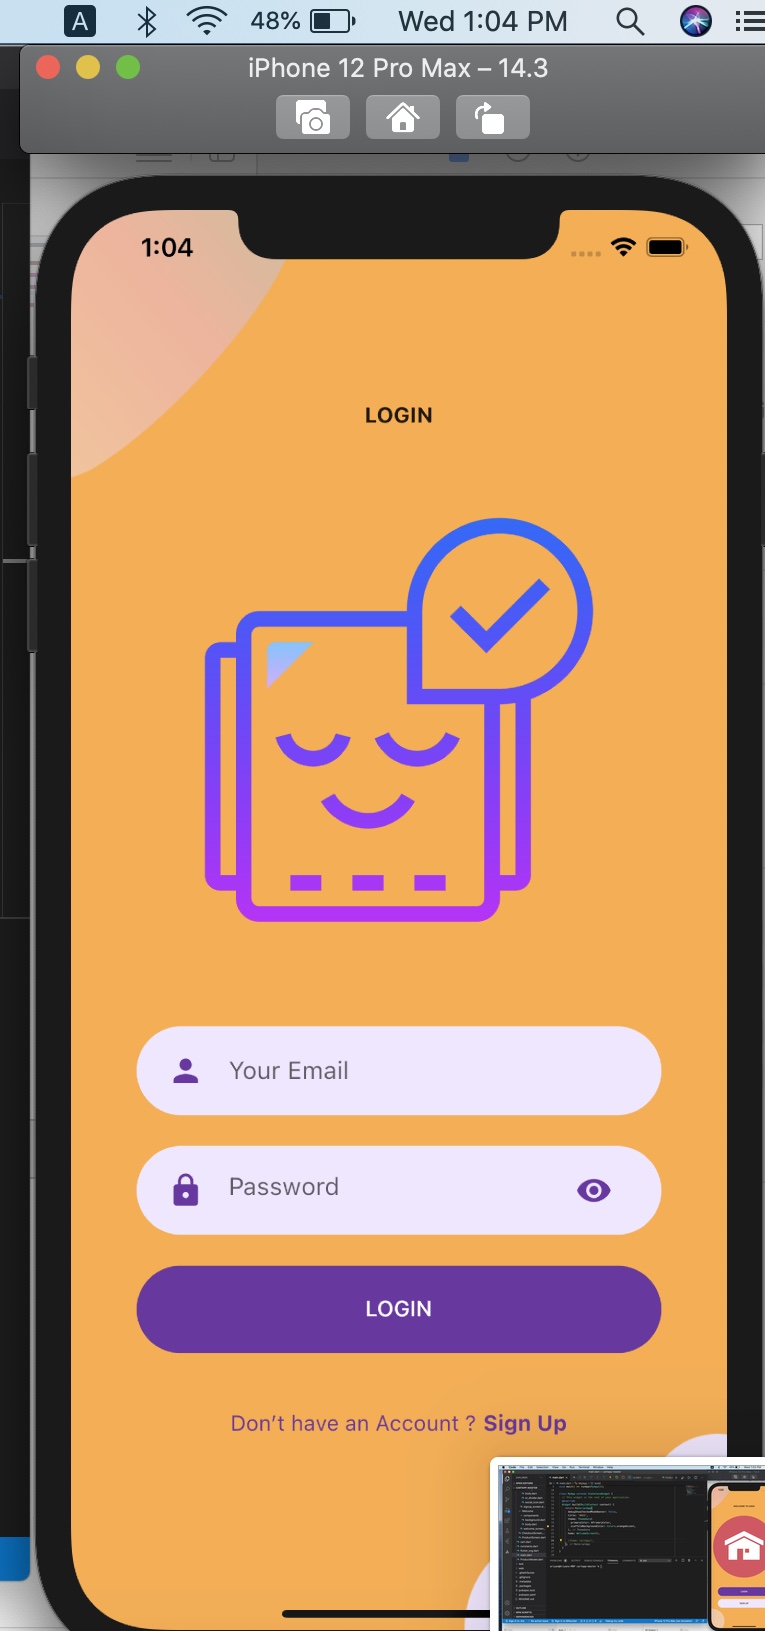 A 48% Wed 1:04 PM
iPhone 12 Pro Max – 14.3
1:04
LOGIN
Your Email
Password
LOGIN
Don’t have an Account ? Sign Up